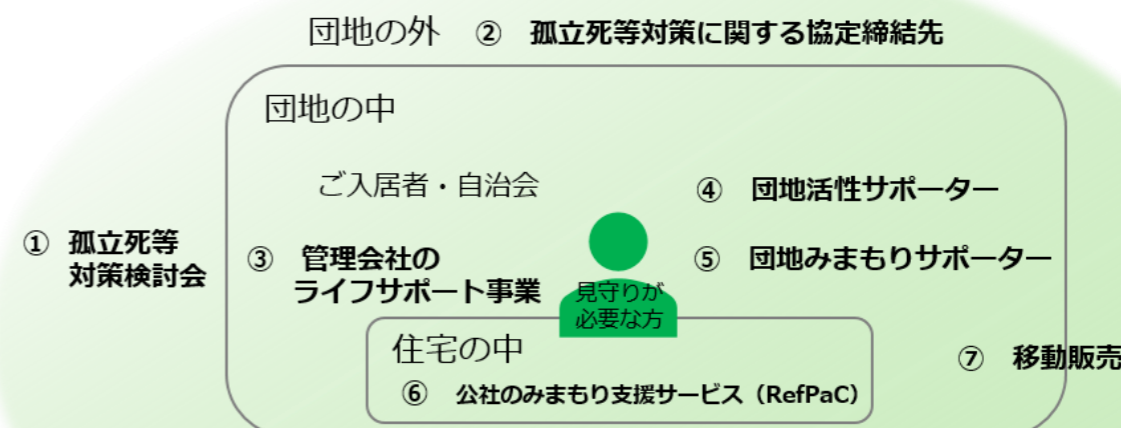 団地の外 ② 孤立死等対策に関する協定締結先
団地の中
ご入居者・自治会
④ 団地活性サポーター
① 孤立死等
対策検討会
③ 管理会社の
ライフサポート事業
⑤ 団地みまもりサポーター
見守りが
必要な方
住宅の中
⑥ 公社のみまもり支援サービス（RefPaC）
⑦ 移動販売